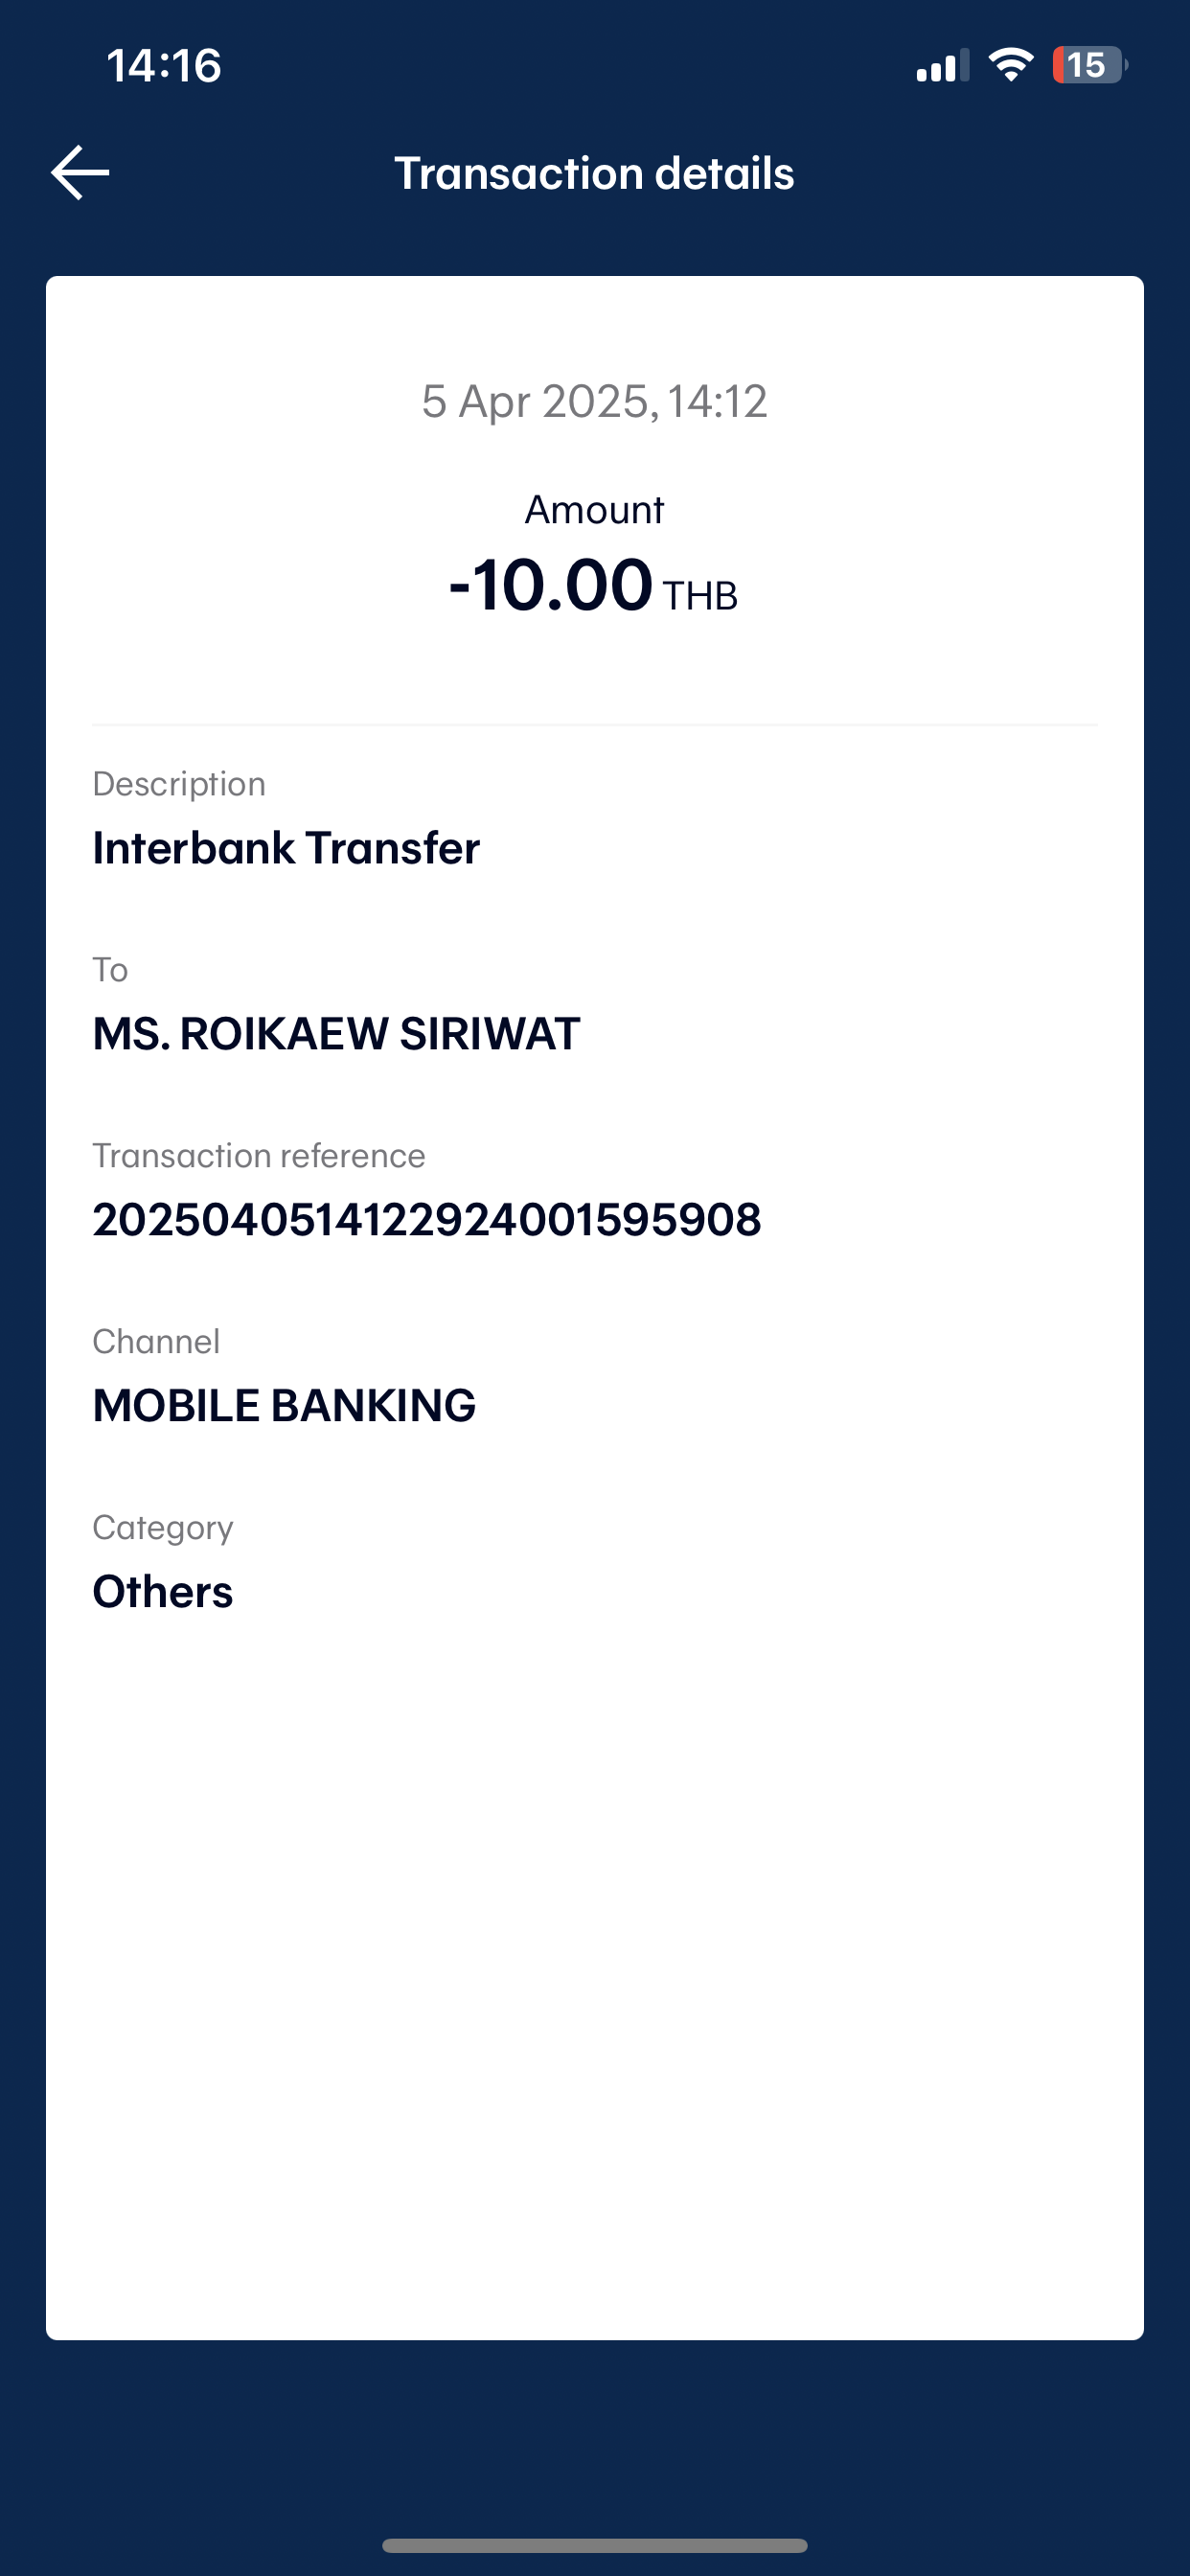 14:16
15
Transaction details
5 Apr 2025, 14:12
Amount
-10.00 THB
Description
Interbank Transfer
To
MS. ROIKAEW SIRIWAT
Transaction reference
2025040514122924001595908
Channel
MOBILE BANKING
Category
Others